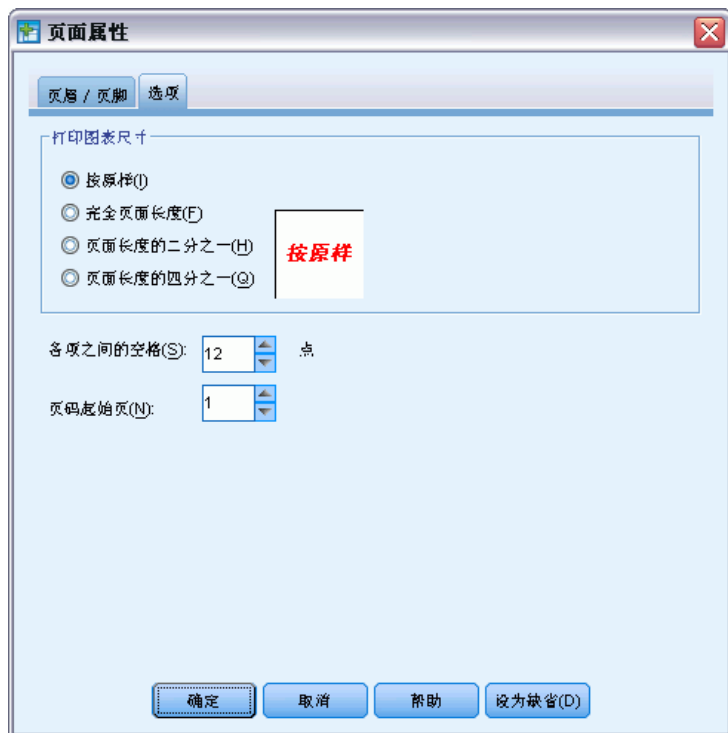 页面属性
页眉 / 页脚 选项
打印图表尺寸
按原样(I)
完全页面长度(F)
页面长度的二分之一(H)
页面长度的四分之一(Q)
按原样
各项之间的空格(S): 12 点
页码起始页(N): 1
确定 取消 帮助 设为缺省(D)